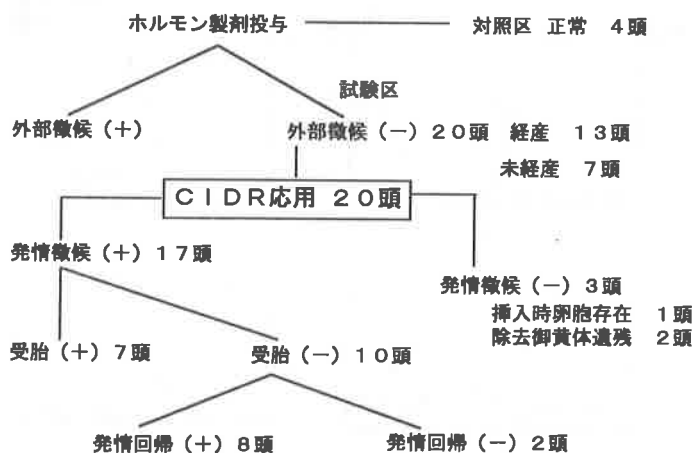 ホルモン製剤投与 対照区 正常 4頭
試験区
外部徴候(+) 外部徴候(−)20頭 経産 13頭
未経産 7頭
CIDR応用 20頭
発情徴候(+)17頭
発情徴候(−)3頭
挿入時卵胞存在 1頭
除去御黄体遺残 2頭
受胎(+)7頭 受胎(−)10頭
発情回帰(+)8頭 発情回帰(−)2頭